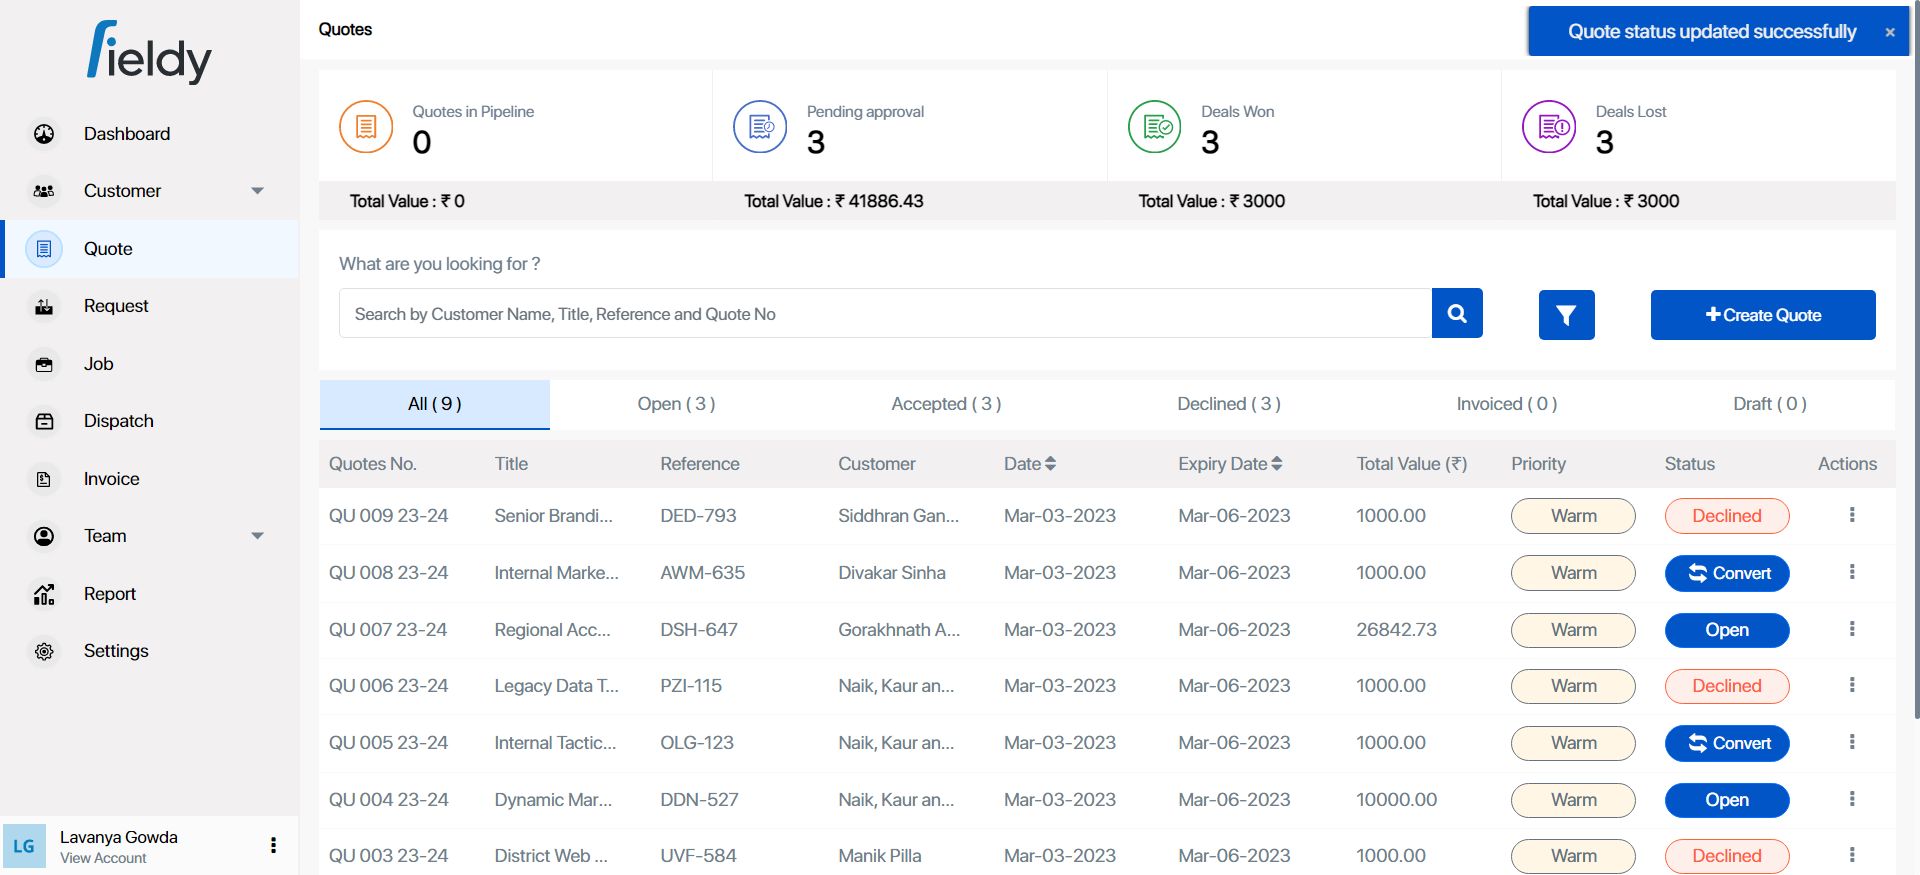 fieldy
Dashboard
Customer
Quote
Request
Job
Dispatch
Invoice
Team
Report
Settings
LG
Lavanya Gowda
View Account
Quotes
Quote status updated successfully ×
Quotes in Pipeline
0
Total Value : ₹ 0
Pending approval
3
Total Value : ₹ 41886.43
Deals Won
3
Total Value : ₹ 3000
Deals Lost
3
Total Value : ₹ 3000
What are you looking for ?
Search by Customer Name, Title, Reference and Quote No
Create Quote
All ( 9 ) Open ( 3 ) Accepted ( 3 ) Declined ( 3 ) Invoiced ( 0 ) Draft ( 0 )
Quotes No. Title Reference Customer Date Expiry Date Total Value (₹) Priority Status Actions
QU 009 23-24 Senior Brandi... DED-793 Siddhran Gan... Mar-03-2023 Mar-06-2023 1000.00 Warm Declined
QU 008 23-24 Internal Marke... AWM-635 Divakar Sinha Mar-03-2023 Mar-06-2023 1000.00 Warm Convert
QU 007 23-24 Regional Acc... DSH-647 Gorakhnath A... Mar-03-2023 Mar-06-2023 26842.73 Warm Open
QU 006 23-24 Legacy Data T... PZI-115 Naik, Kaur an... Mar-03-2023 Mar-06-2023 1000.00 Warm Declined
QU 005 23-24 Internal Tactic... OLG-123 Naik, Kaur an... Mar-03-2023 Mar-06-2023 1000.00 Warm Convert
QU 004 23-24 Dynamic Mar... DDN-527 Naik, Kaur an... Mar-03-2023 Mar-06-2023 10000.00 Warm Open
QU 003 23-24 District Web ... UVF-584 Manik Pilla Mar-03-2023 Mar-06-2023 1000.00 Warm Declined